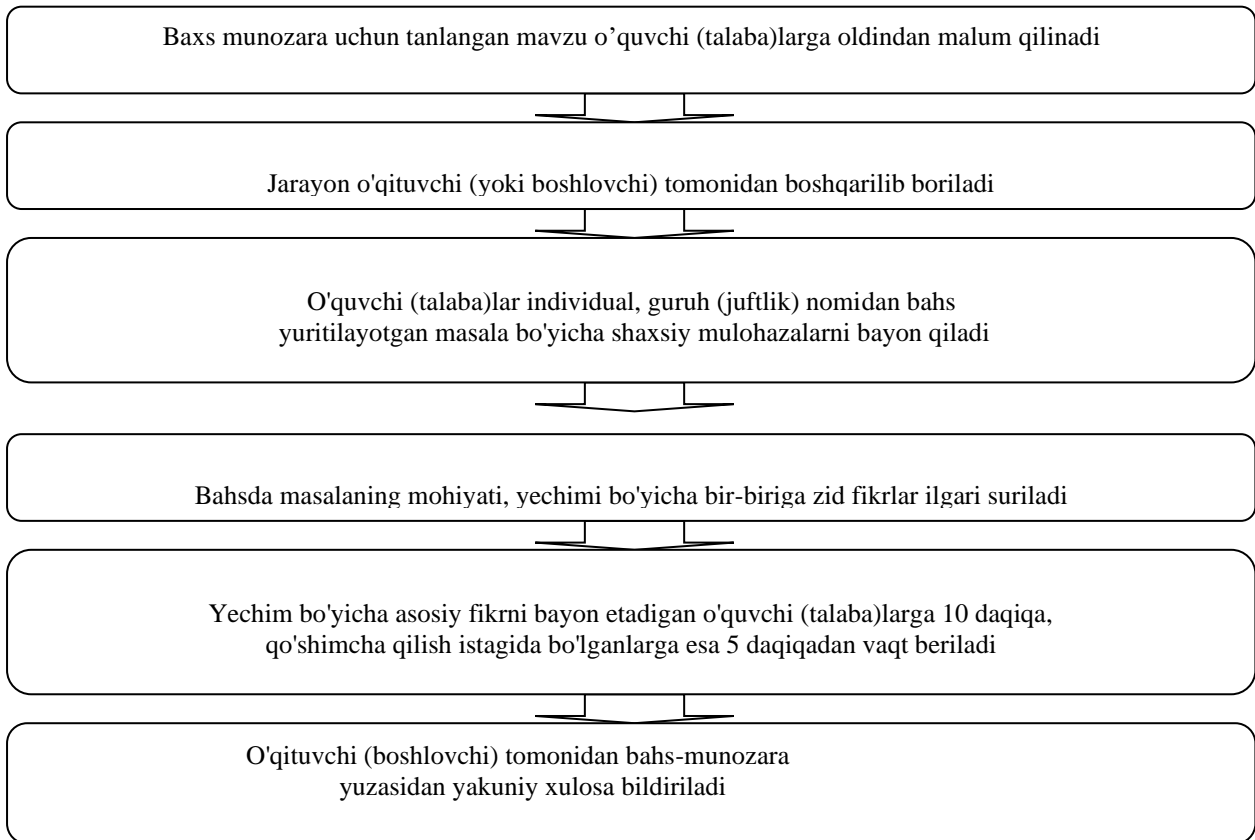 Baxs munozara uchun tanlangan mavzu o’quvchi (talaba)larga oldindan malum qilinadi
Jarayon o'qituvchi (yoki boshlovchi) tomonidan boshqarilib boriladi
O'quvchi (talaba)lar individual, guruh (juftlik) nomidan bahs
yuritilayotgan masala bo'yicha shaxsiy mulohazalarni bayon qiladi
Bahsda masalaning mohiyati, yechimi bo'yicha bir-biriga zid fikrlar ilgari suriladi
Yechim bo'yicha asosiy fikrni bayon etadigan o'quvchi (talaba)larga 10 daqiqa,
qo'shimcha qilish istagida bo'lganlarga esa 5 daqiqadan vaqt beriladi
O'qituvchi (boshlovchi) tomonidan bahs-munozara
yuzasidan yakuniy xulosa bildiriladi